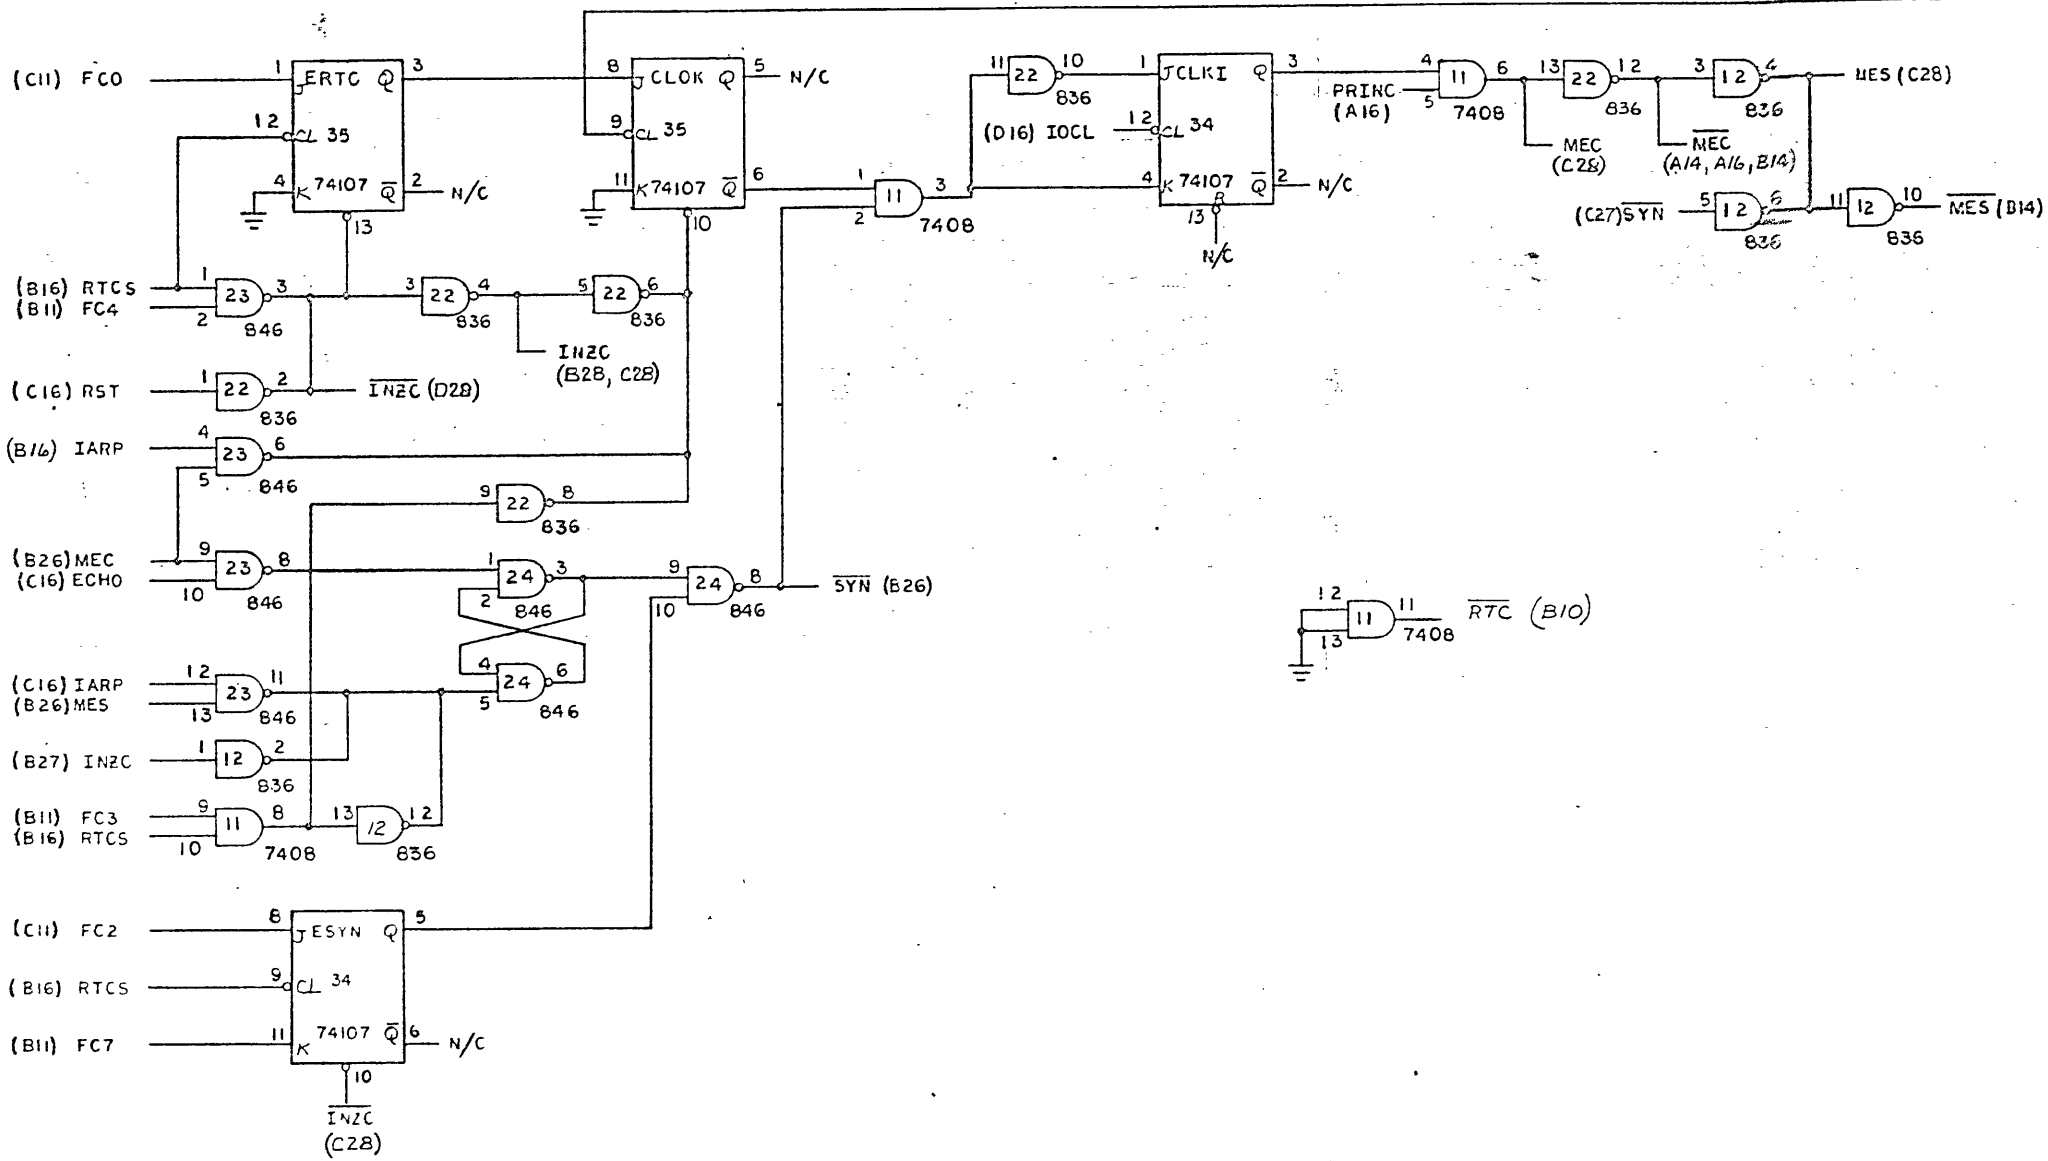 (C11) FC0
1 J ERTC Q 3
12 CL 35
4 K 74107 Q̅ 2 N/C
13
8 J CLOK Q 5 N/C
9 CL 35
11 K 74107 Q̅ 6
10
11 22 10
836
1 11 3
2 7408
1 J CLK1 Q 3
(D16) IOCL 12 CL 34
4 K 74107 Q̅ 2 N/C
R
13
N/C
PRINC
(A16)
4 11 6
5 7408
MEC
(C28)
13 22 12
836
M̅E̅C̅
(A14, A16, B14)
3 12 4 MES (C28)
836
(C27) S̅Y̅N̅ 5 12 6
836
11 12 10 M̅E̅S̅ (B14)
836
(B16) RTCS 1 23 3
(B11) FC4 2 846
3 22 4
836
INZC
(B28, C28)
5 22 6
836
(C16) RST 1 22 2 I̅N̅Z̅C̅ (D28)
836
(B16) IARP 4 23 6
5 846
9 22 8
836
(B26) MEC 9 23 8
(C16) ECHO 10 846
1 24 3
2 846
9 24 8 S̅Y̅N̅ (B26)
10 846
4 24 6
5 846
(C16) IARP 12 23 11
(B26) MES 13 846
(B27) INZC 1 12 2
836
(B11) FC3 9 11 8
(B16) RTCS 10 7408
13 12 12
836
12 11 11 R̅T̅C̅ (B10)
13 7408
(C11) FC2 8 J ESYN Q 5
(B16) RTCS 9 CL 34
(B11) FC7 11 K 74107 Q̅ 6 N/C
10
I̅N̅Z̅C̅
(C28)